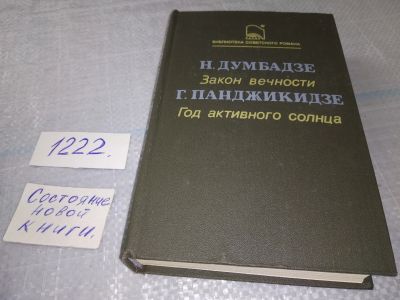 БИБЛИОТЕКА СОВЕТСКОГО РОМАНА
Н. ДУМБАДЗЕ
Закон вечности
Г. ПАНДЖИКИДЗЕ
Год активного солнца
1222.
Состояние
новой
книги.